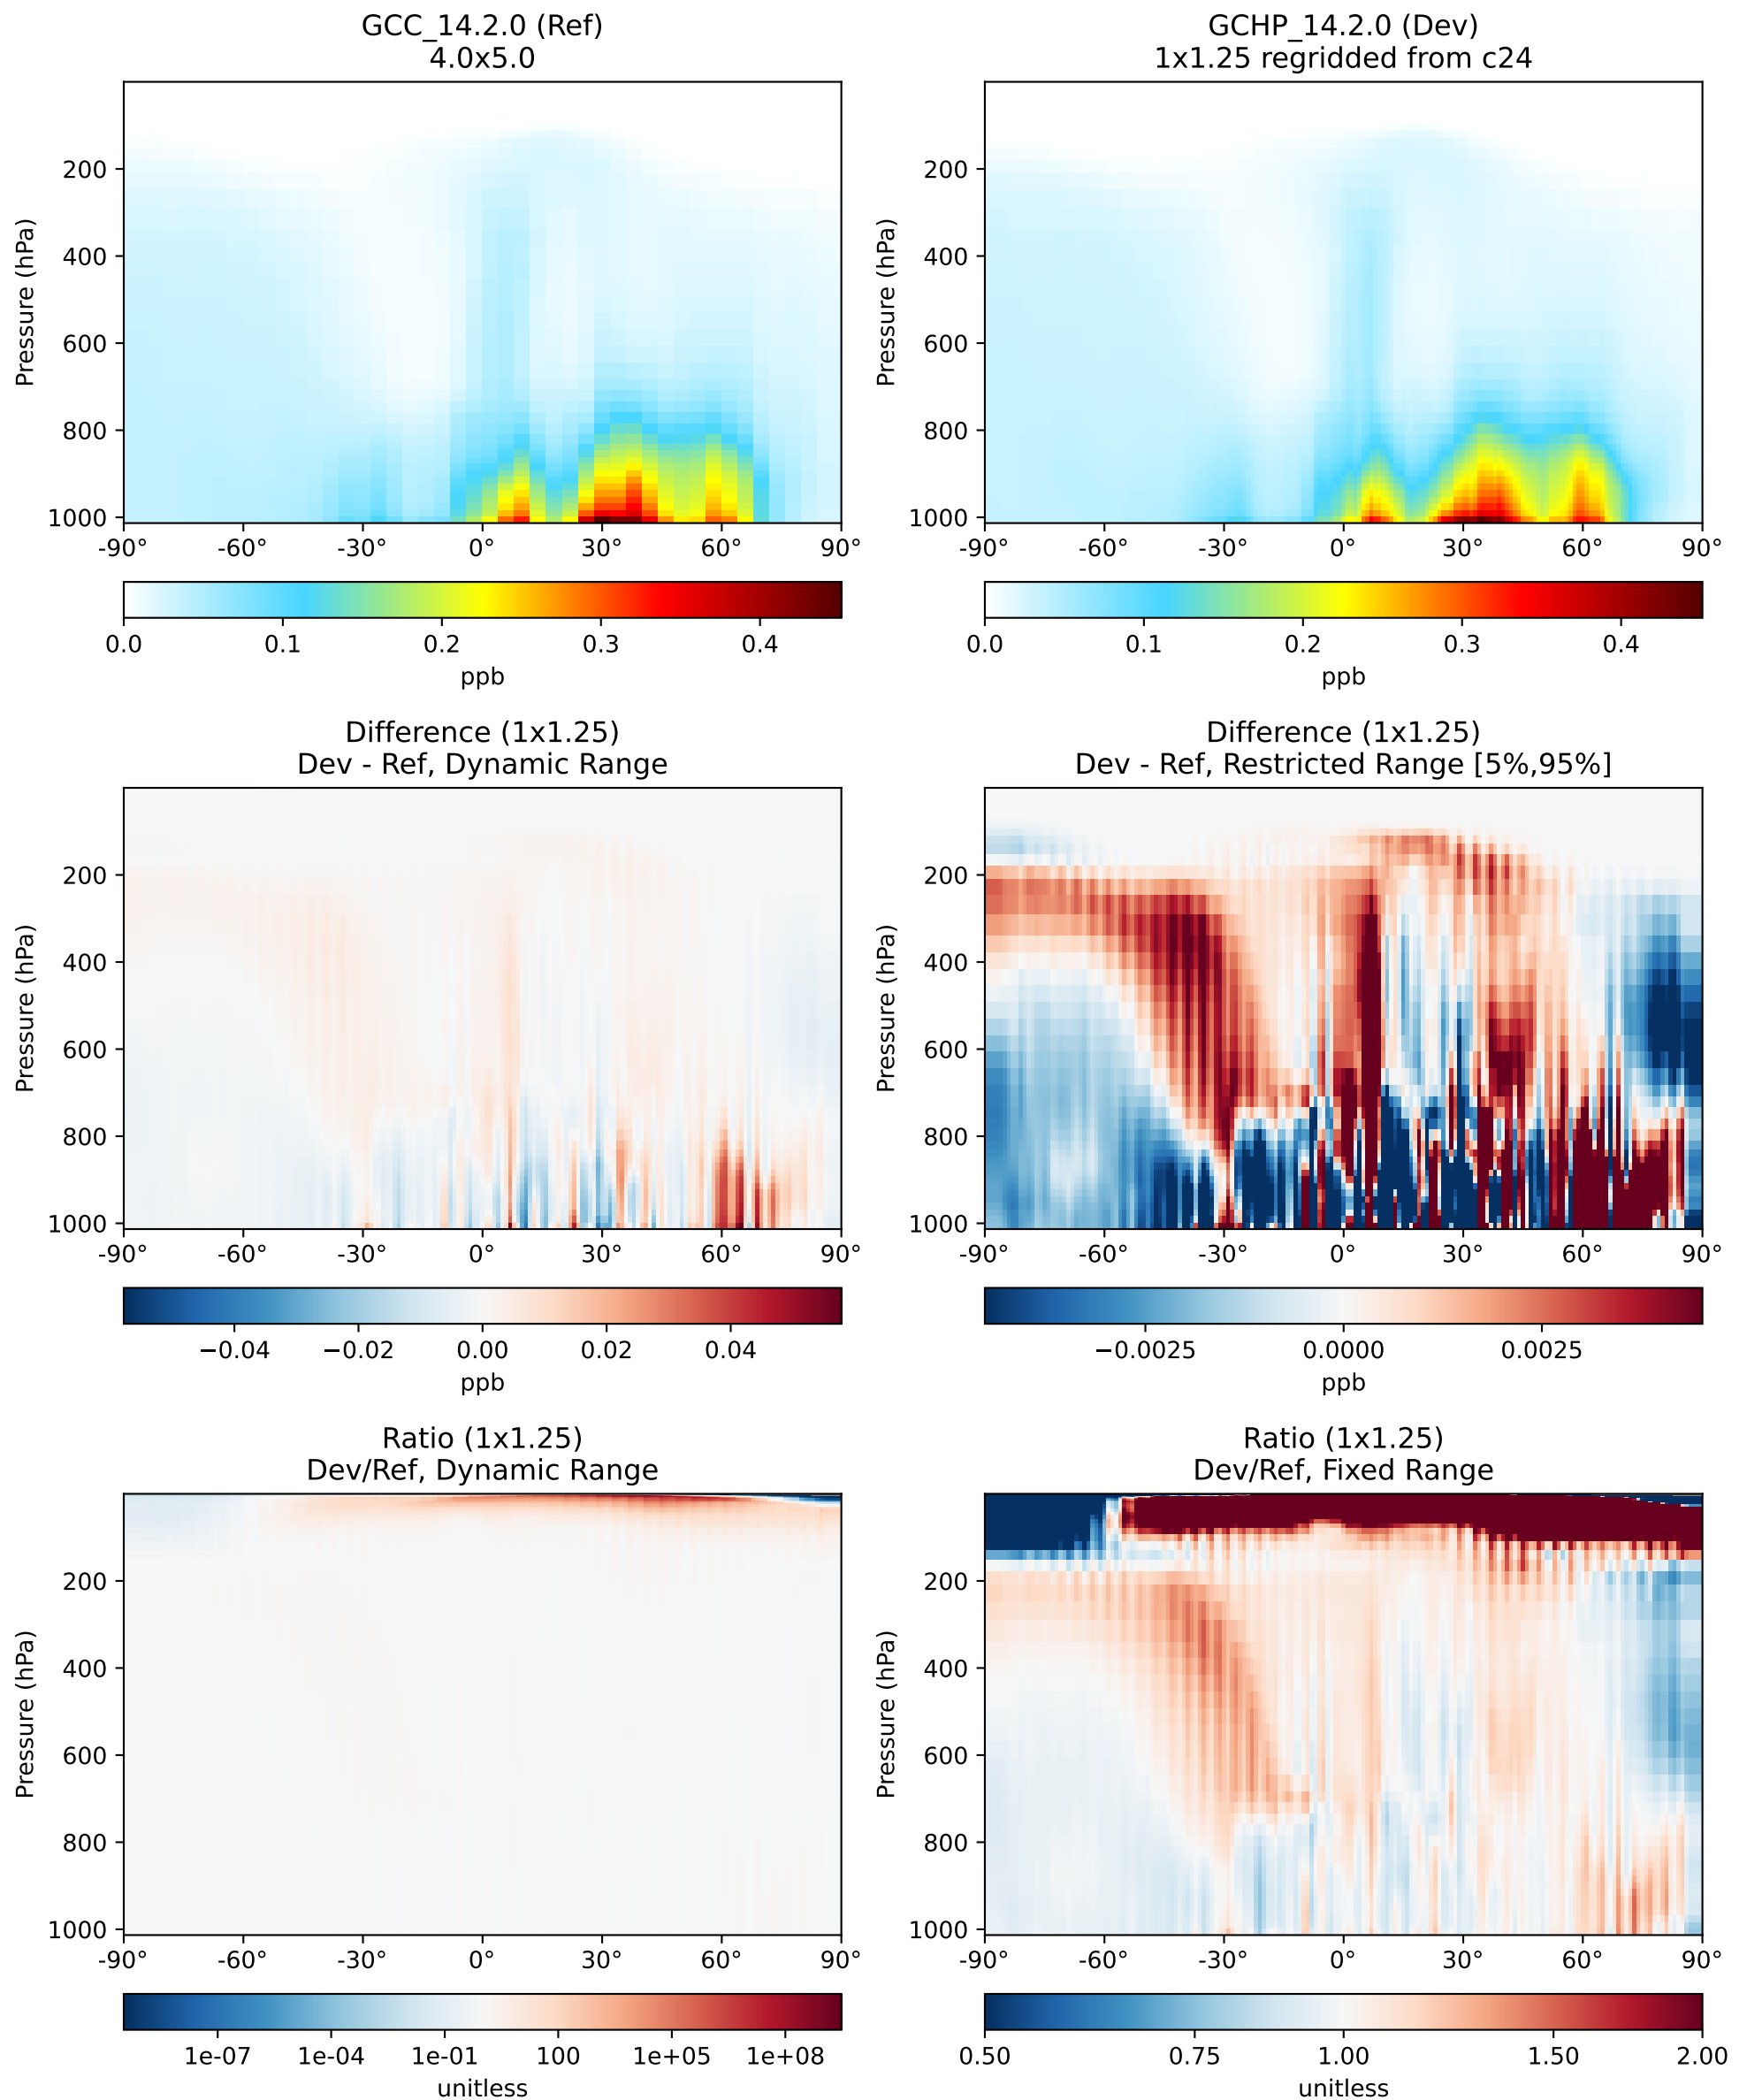 GCC_14.2.0 (Ref)
4.0x5.0
Pressure (hPa)
200
400
600
800
1000
-90° -60° -30° 0° 30° 60° 90°
0.0 0.1 0.2 0.3 0.4
ppb
GCHP_14.2.0 (Dev)
1x1.25 regridded from c24
Pressure (hPa)
200
400
600
800
1000
-90° -60° -30° 0° 30° 60° 90°
0.0 0.1 0.2 0.3 0.4
ppb
Difference (1x1.25)
Dev - Ref, Dynamic Range
Pressure (hPa)
200
400
600
800
1000
-90° -60° -30° 0° 30° 60° 90°
−0.04 −0.02 0.00 0.02 0.04
ppb
Difference (1x1.25)
Dev - Ref, Restricted Range [5%,95%]
Pressure (hPa)
200
400
600
800
1000
-90° -60° -30° 0° 30° 60° 90°
−0.0025 0.0000 0.0025
ppb
Ratio (1x1.25)
Dev/Ref, Dynamic Range
Pressure (hPa)
200
400
600
800
1000
-90° -60° -30° 0° 30° 60° 90°
1e-07 1e-04 1e-01 100 1e+05 1e+08
unitless
Ratio (1x1.25)
Dev/Ref, Fixed Range
Pressure (hPa)
200
400
600
800
1000
-90° -60° -30° 0° 30° 60° 90°
0.50 0.75 1.00 1.50 2.00
unitless